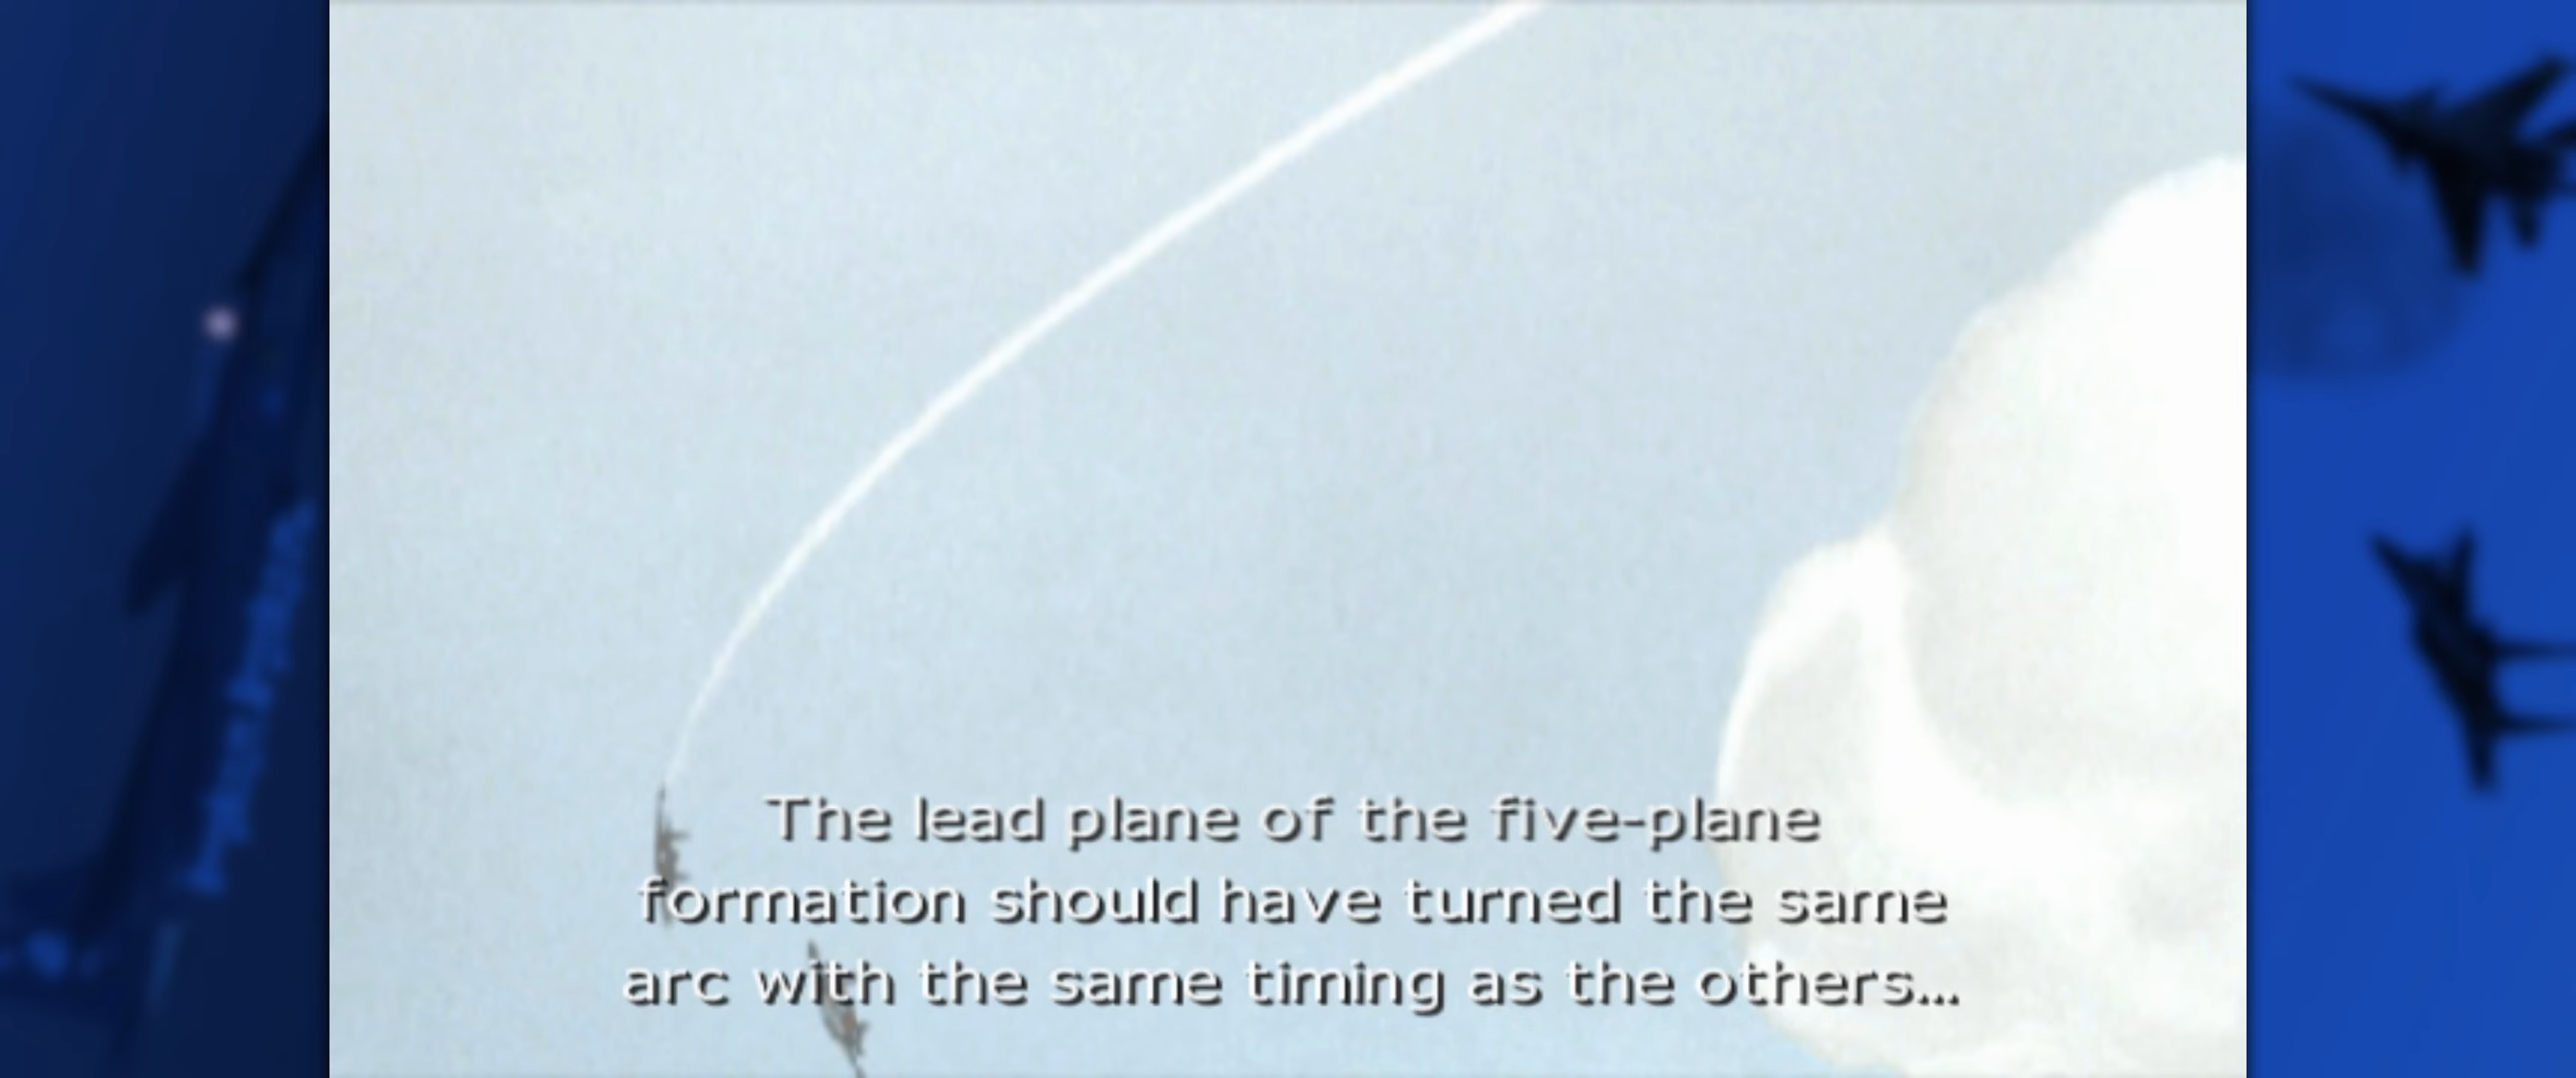 The lead plane of the five-plane
formation should have turned the same
arc with the same timing as the others...